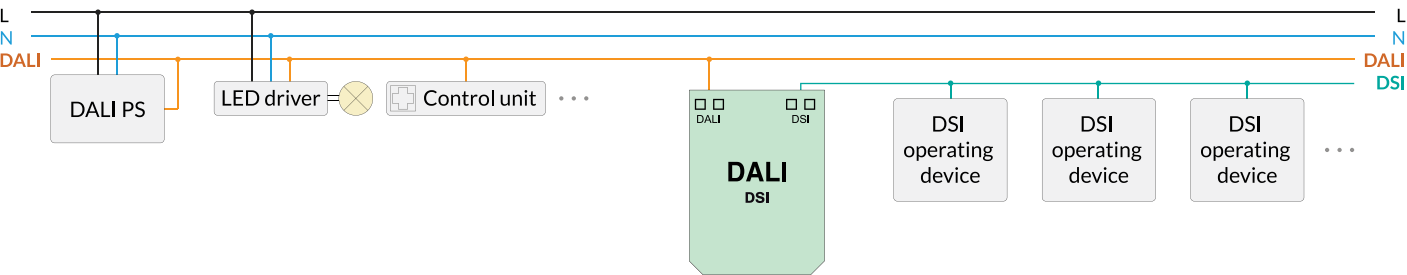 L
N
DALI
L
N
DALI
DSI
DALI PS
LED driver
Control unit
DALI
DSI
DALI
DSI
DSI
operating
device
DSI
operating
device
DSI
operating
device